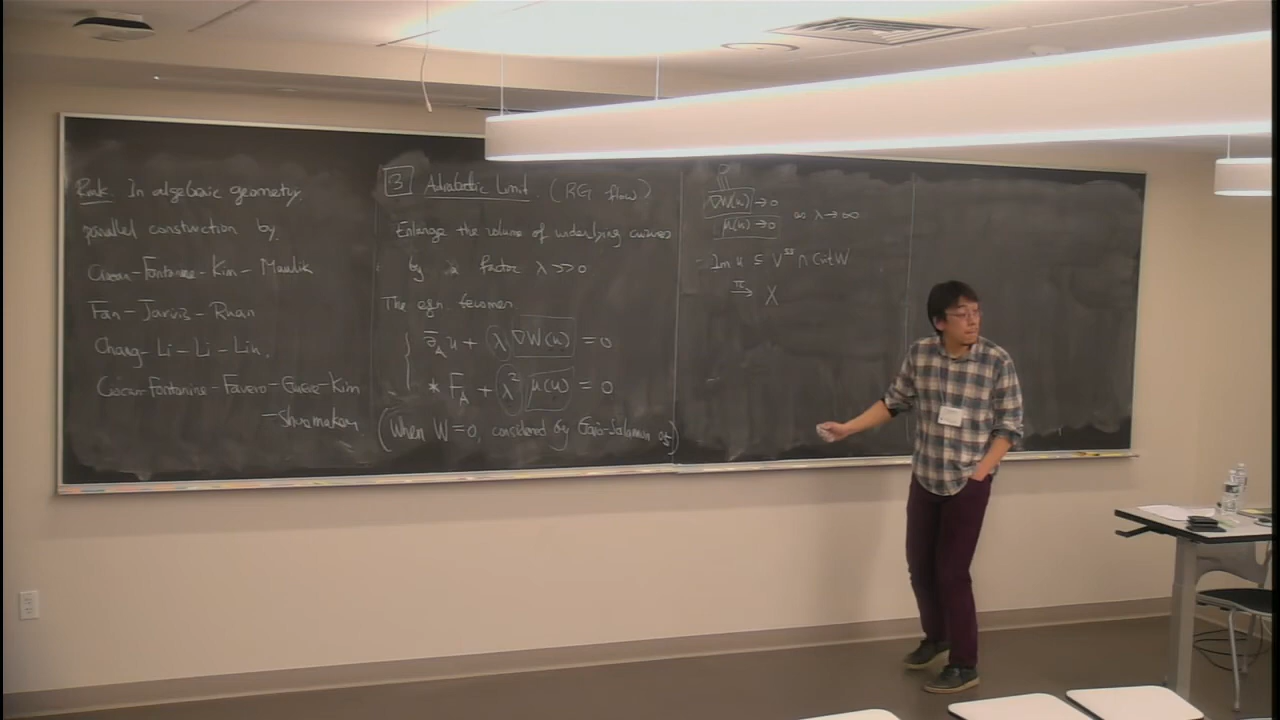 Rmk. In algebraic geometry,
parallel construction by.
Ciocan-Fontanine-Kim-Maulik
Fan-Jarvis-Ruan
Chang-Li-Li-Liu.
Ciocan-Fontanine-Favero-Guere-Kim
-Shoemaker
3 Adiabatic Limit. (RG flow)
Enlarge the volume of underlying curves
by a factor λ >> 0
The eqn. becomes
∂̄_A u + λ ∇W(u) = 0
* F_A + λ² μ(u) = 0
(When W=0, considered by Gaio-Salamon 05)
∇W(u) → 0
μ(u) → 0 as λ → ∞
Im u ⊆ V^ss ∩ Crit W
→ X